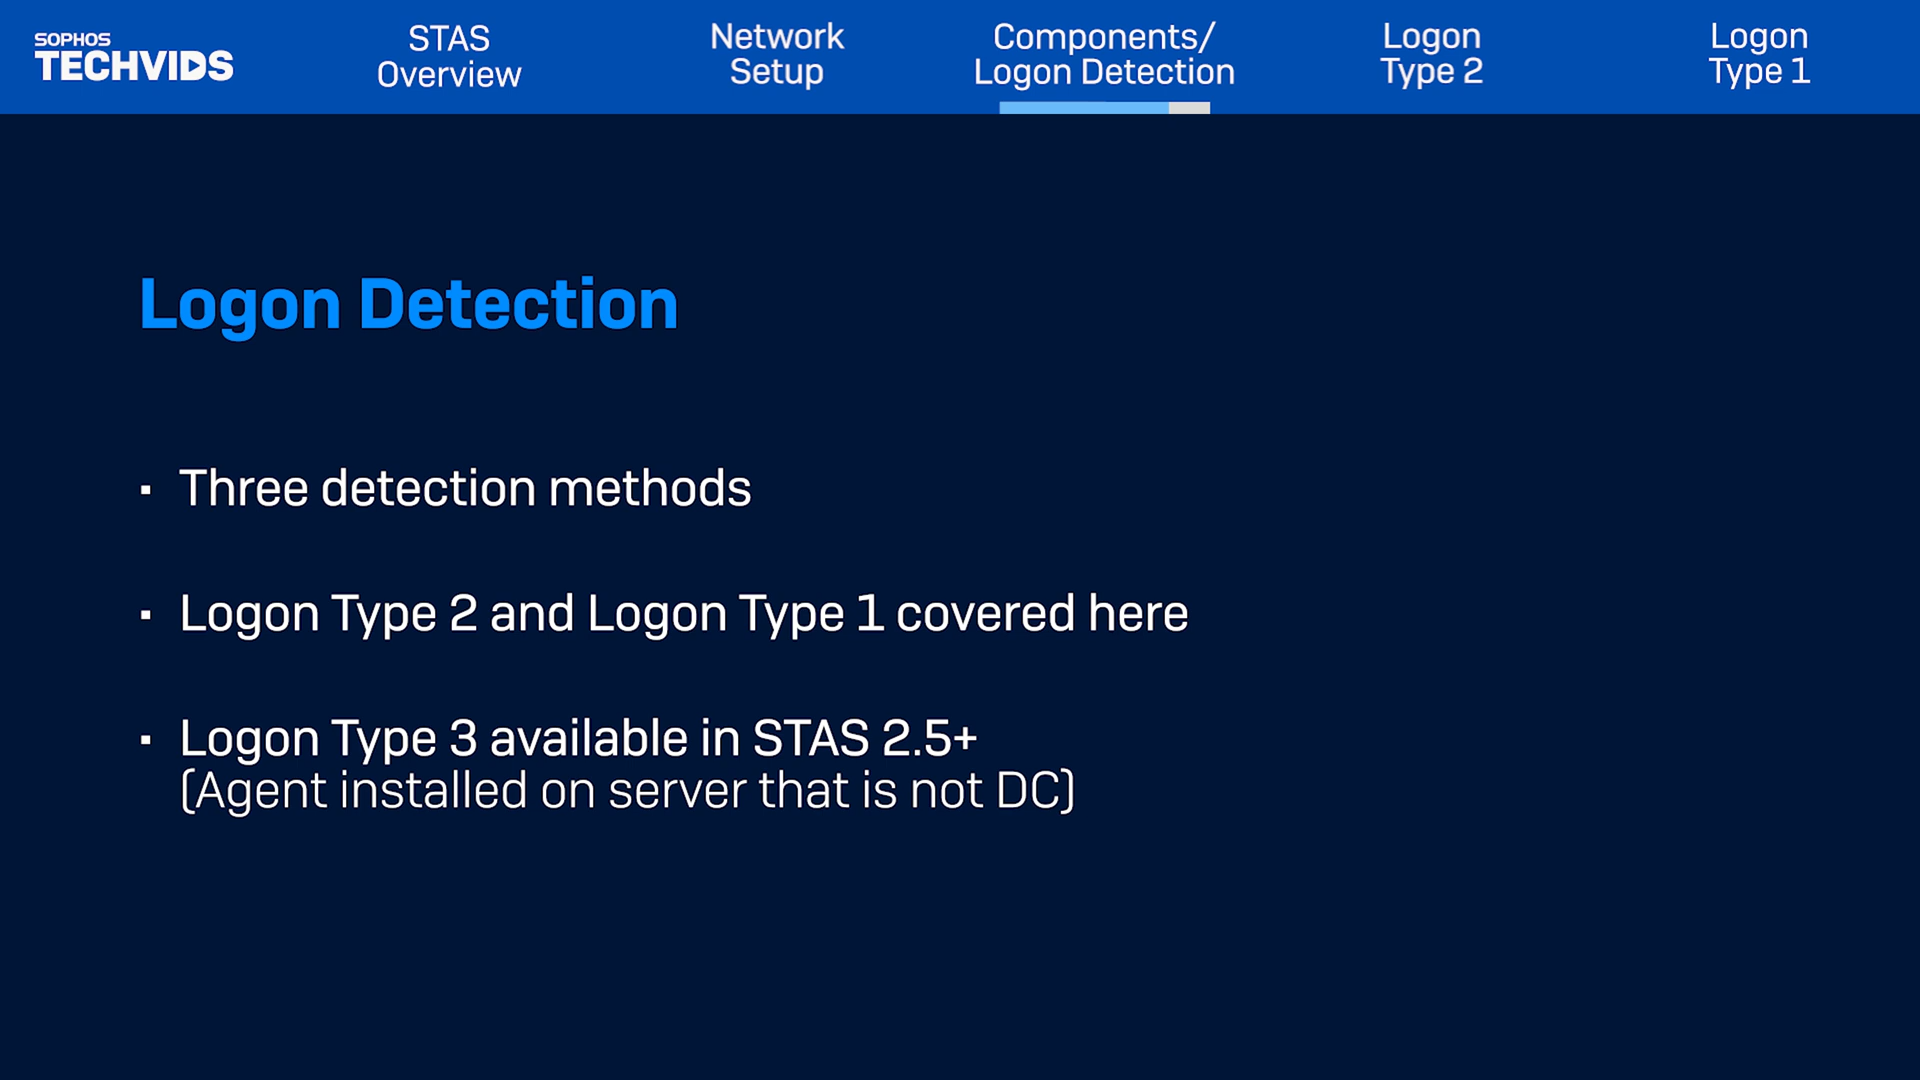 SOPHOS
TECHVIDS
STAS
Overview
Network
Setup
Components/
Logon Detection
Logon
Type 2
Logon
Type 1
Logon Detection
▪ Three detection methods
▪ Logon Type 2 and Logon Type 1 covered here
▪ Logon Type 3 available in STAS 2.5+
(Agent installed on server that is not DC)